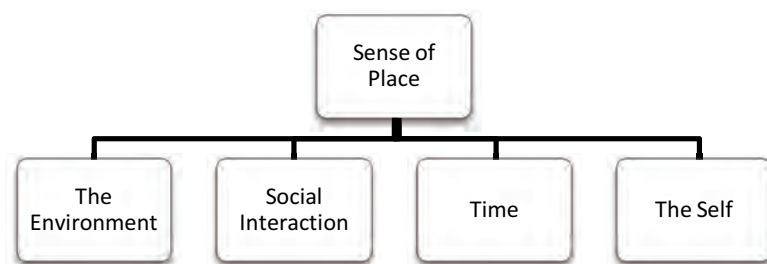 Sense of
Place
The
Environment
Social
Interaction
Time
The Self